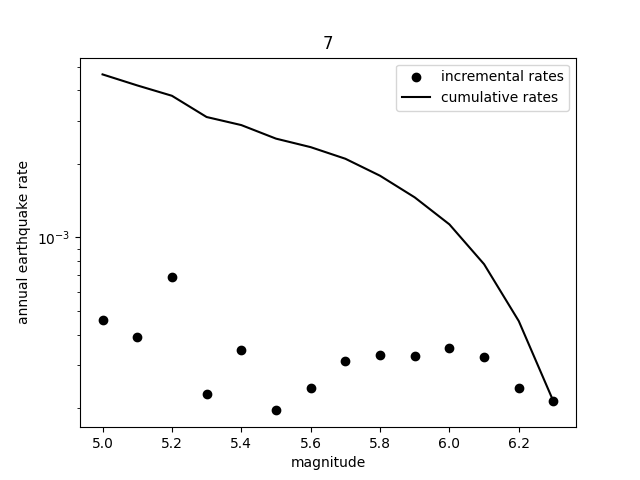 7
incremental rates
cumulative rates
annual earthquake rate
10⁻³
5.0 5.2 5.4 5.6 5.8 6.0 6.2
magnitude